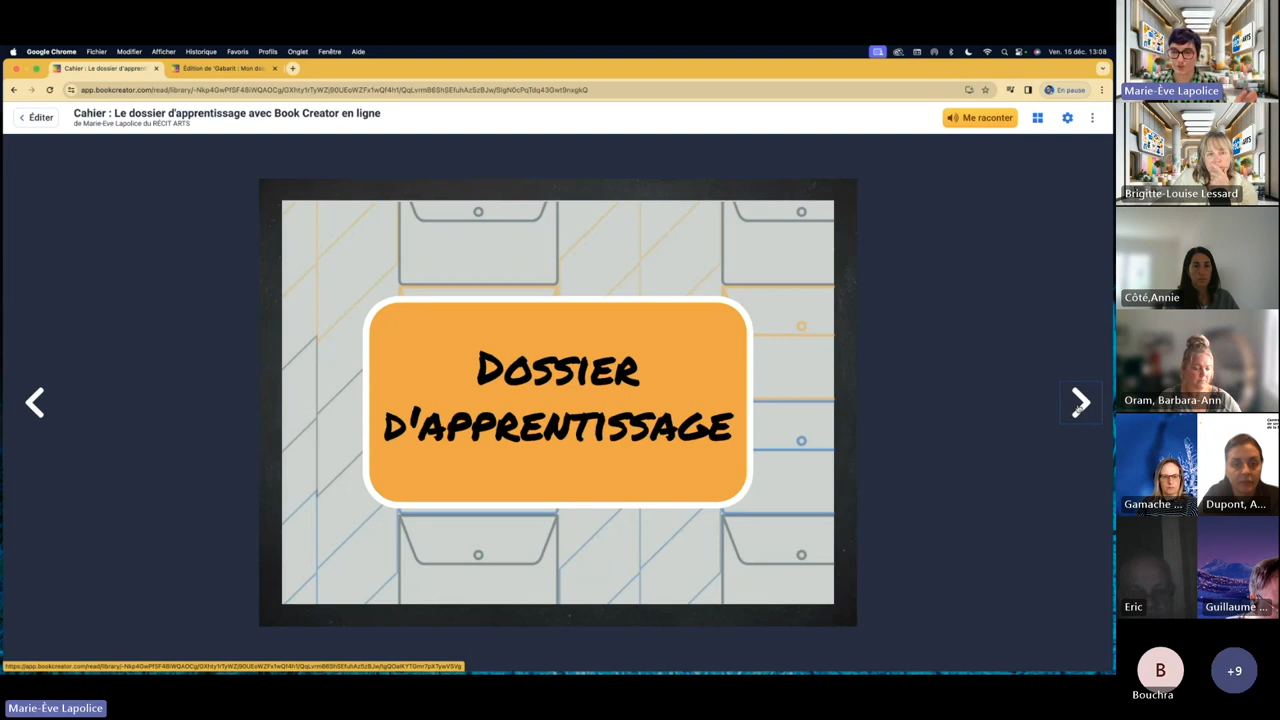 Google Chrome Fichier Modifier Afficher Historique Favoris Profils Onglet Fenêtre Aide Ven. 15 déc. 13:08
Cahier : Le dossier d'apprent Édition de 'Gabarit : Mon dos
En pause
Éditer
Cahier : Le dossier d'apprentissage avec Book Creator en ligne
de Marie-Eve Lapolice du RÉCIT ARTS
Me raconter
DOSSIER
D'APPRENTISSAGE
Marie-Ève Lapolice
Brigitte-Louise Lessard
Côté,Annie
Oram, Barbara-Ann
Gamache ... Dupont, A...
Eric Guillaume ...
B +9
Bouchra
Marie-Ève Lapolice